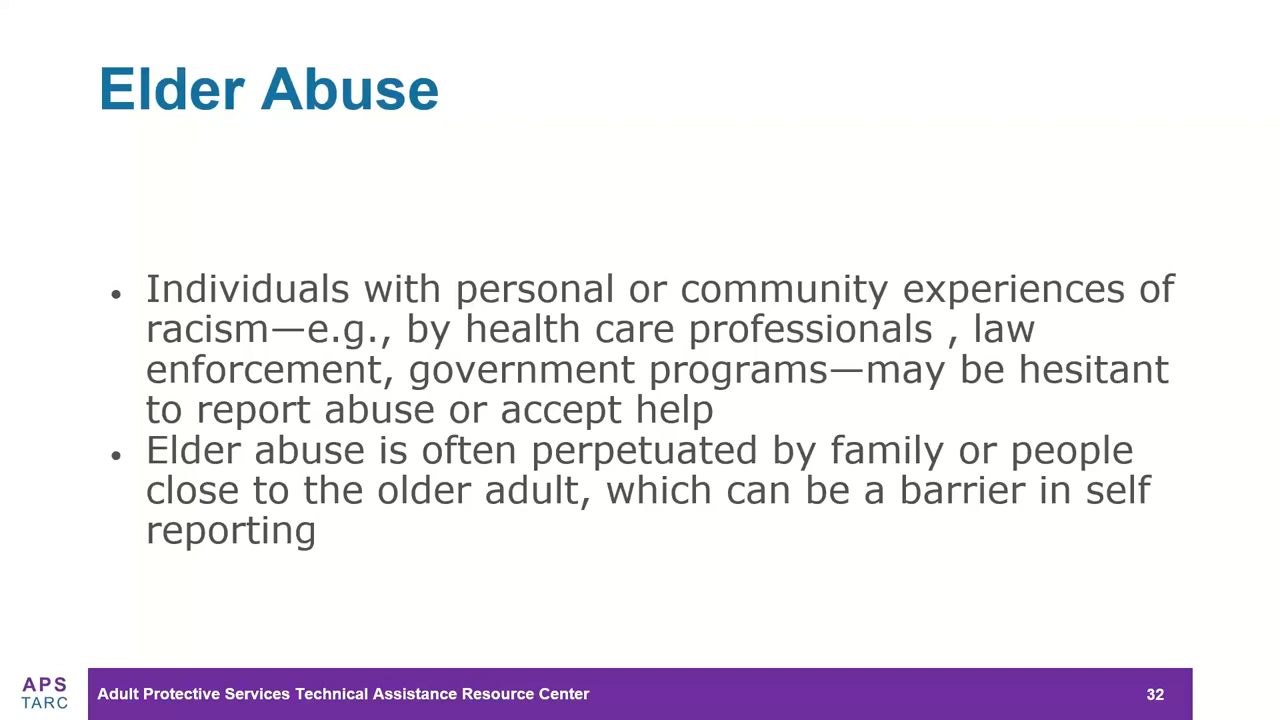 Elder Abuse
• Individuals with personal or community experiences of
racism—e.g., by health care professionals , law
enforcement, government programs—may be hesitant
to report abuse or accept help
• Elder abuse is often perpetuated by family or people
close to the older adult, which can be a barrier in self
reporting
APS
TARC
Adult Protective Services Technical Assistance Resource Center
32